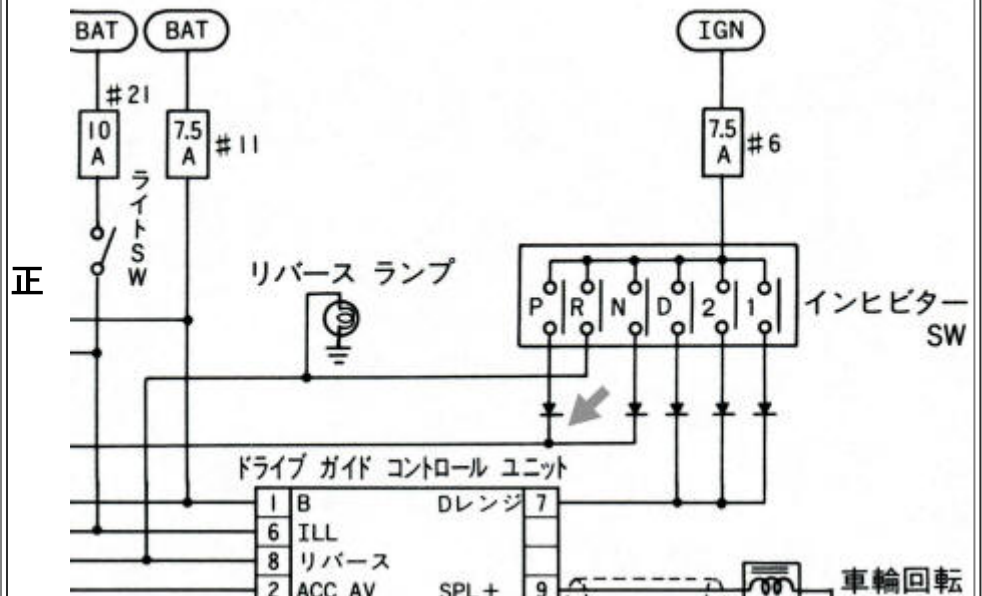 BAT
BAT
IGN
#21
10
A
7.5
A
#11
7.5
A
#6
ライトSW
正
リバース ランプ
P
R
N
D
2
1
インヒビター
SW
ドライブ ガイド コントロール ユニット
1
B
Dレンジ
7
6
ILL
8
リバース
2
ACC AV
SPL+
9
車輪回転